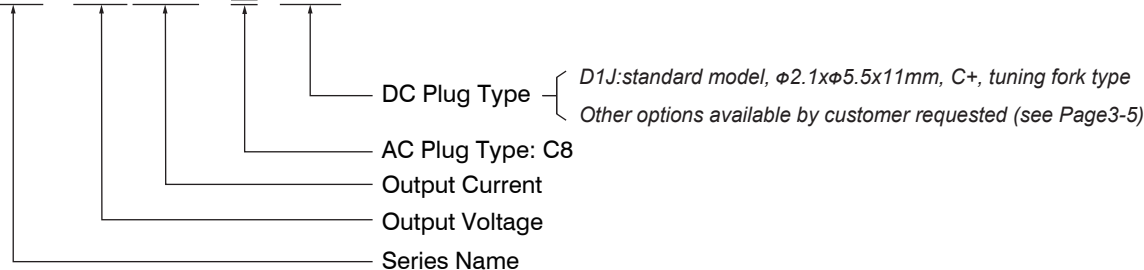 D1J:standard model, φ2.1xφ5.5x11mm, C+, tuning fork type
DC Plug Type
Other options available by customer requested (see Page3-5)
AC Plug Type: C8
Output Current
Output Voltage
Series Name